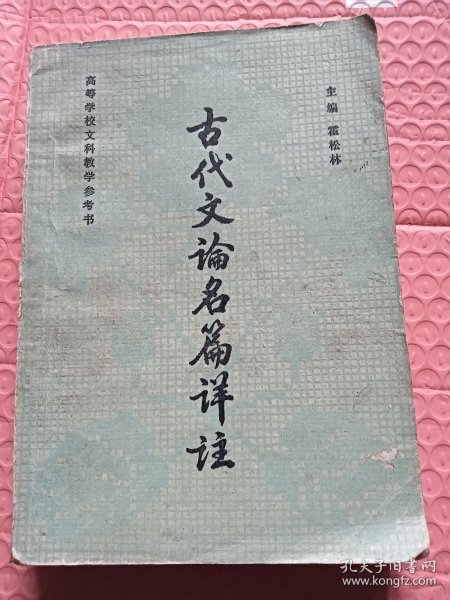 主编 霍松林
古代文论名篇详注
高等学校文科教学参考书
孔夫子旧书网
www.kongfz.com